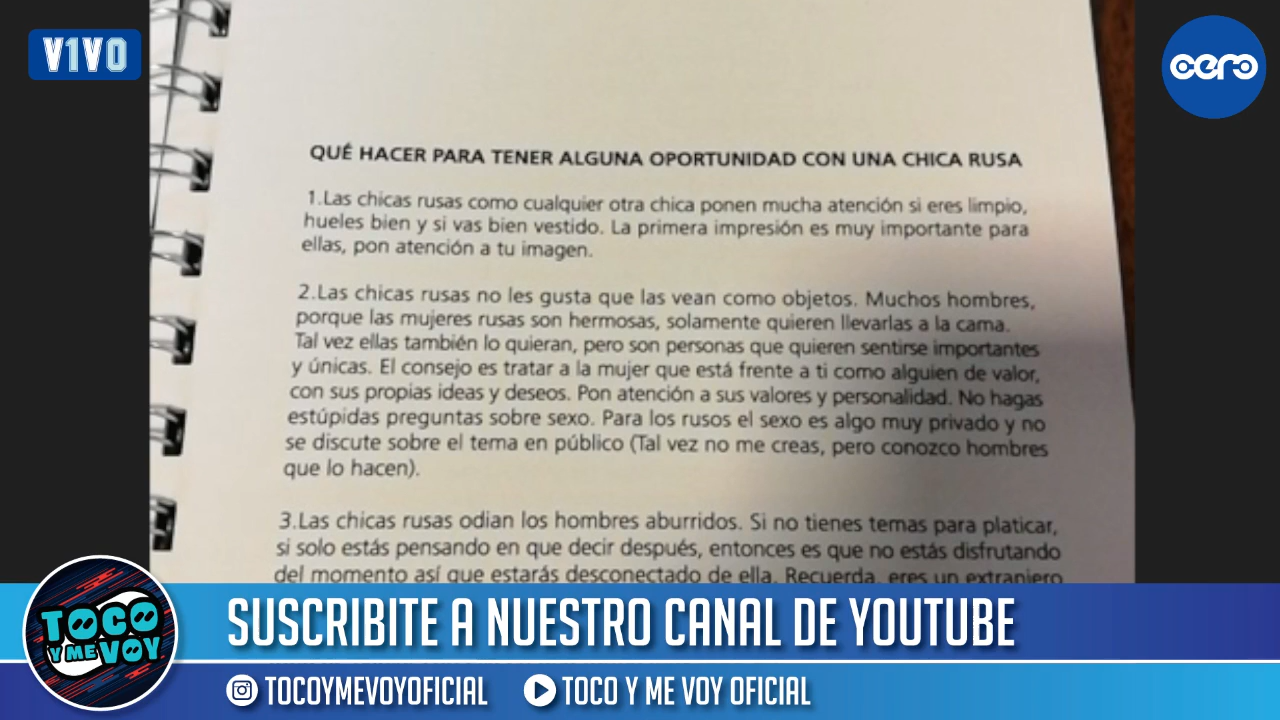 V1VO
cero
QUÉ HACER PARA TENER ALGUNA OPORTUNIDAD CON UNA CHICA RUSA
1.Las chicas rusas como cualquier otra chica ponen mucha atención si eres limpio,
hueles bien y si vas bien vestido. La primera impresión es muy importante para
ellas, pon atención a tu imagen.
2.Las chicas rusas no les gusta que las vean como objetos. Muchos hombres,
porque las mujeres rusas son hermosas, solamente quieren llevarlas a la cama.
Tal vez ellas también lo quieran, pero son personas que quieren sentirse importantes
y únicas. El consejo es tratar a la mujer que está frente a ti como alguien de valor,
con sus propias ideas y deseos. Pon atención a sus valores y personalidad. No hagas
estúpidas preguntas sobre sexo. Para los rusos el sexo es algo muy privado y no
se discute sobre el tema en público (Tal vez no me creas, pero conozco hombres
que lo hacen).
3.Las chicas rusas odian los hombres aburridos. Si no tienes temas para platicar,
si solo estás pensando en que decir después, entonces es que no estás disfrutando
del momento así que estarás desconectado de ella. Recuerda, eres un extranjero
TOCO
Y ME VOY
SUSCRIBITE A NUESTRO CANAL DE YOUTUBE
TOCOYMEVOYOFICIAL
TOCO Y ME VOY OFICIAL